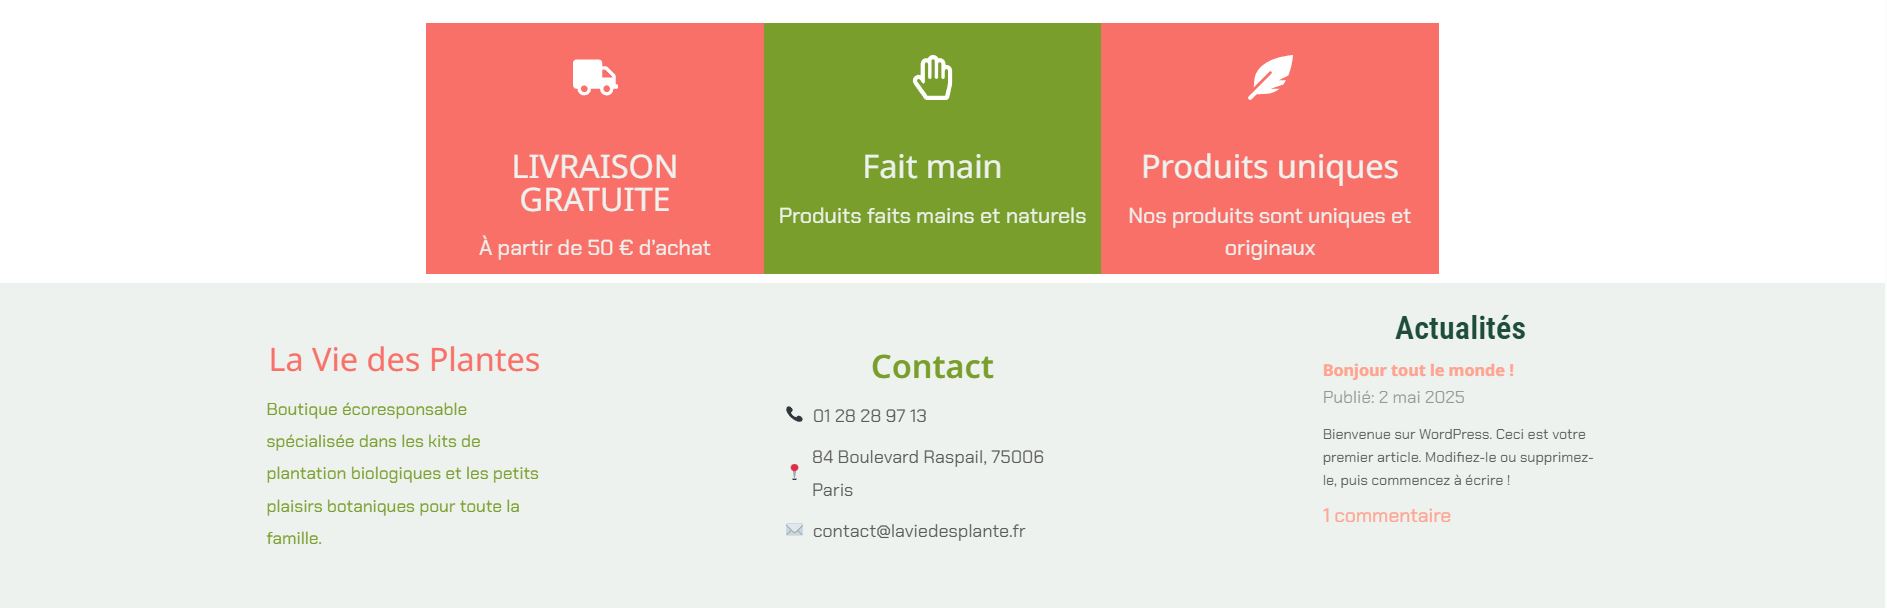 LIVRAISON
GRATUITE
À partir de 50 € d'achat
Fait main
Produits faits mains et naturels
Produits uniques
Nos produits sont uniques et
originaux
La Vie des Plantes
Boutique écoresponsable
spécialisée dans les kits de
plantation biologiques et les petits
plaisirs botaniques pour toute la
famille.
Contact
01 28 28 97 13
84 Boulevard Raspail, 75006
Paris
contact@laviedesplante.fr
Actualités
Bonjour tout le monde !
Publié: 2 mai 2025
Bienvenue sur WordPress. Ceci est votre
premier article. Modifiez-le ou supprimez-
le, puis commencez à écrire !
1 commentaire